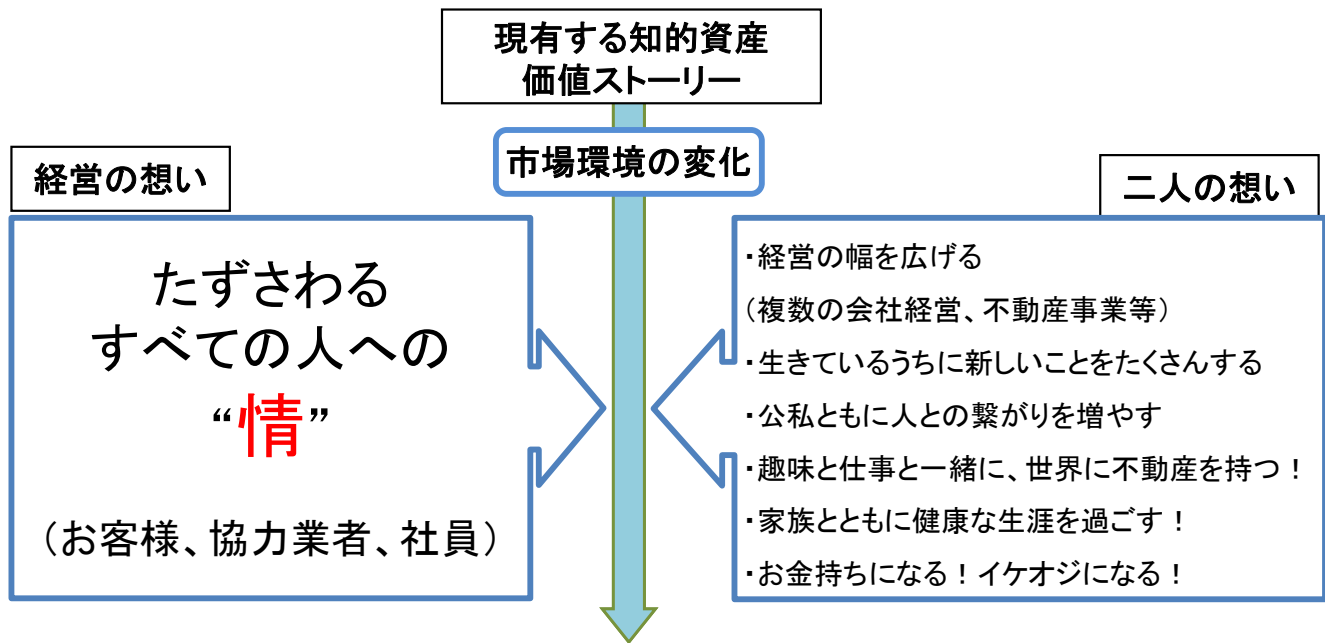 現有する知的資産
価値ストーリー
市場環境の変化
経営の想い
たずさわる
すべての人への
“情”
（お客様、協力業者、社員）
二人の想い
・経営の幅を広げる
（複数の会社経営、不動産事業等）
・生きているうちに新しいことをたくさんする
・公私ともに人との繋がりを増やす
・趣味と仕事と一緒に、世界に不動産を持つ！
・家族とともに健康な生涯を過ごす！
・お金持ちになる！イケオジになる！